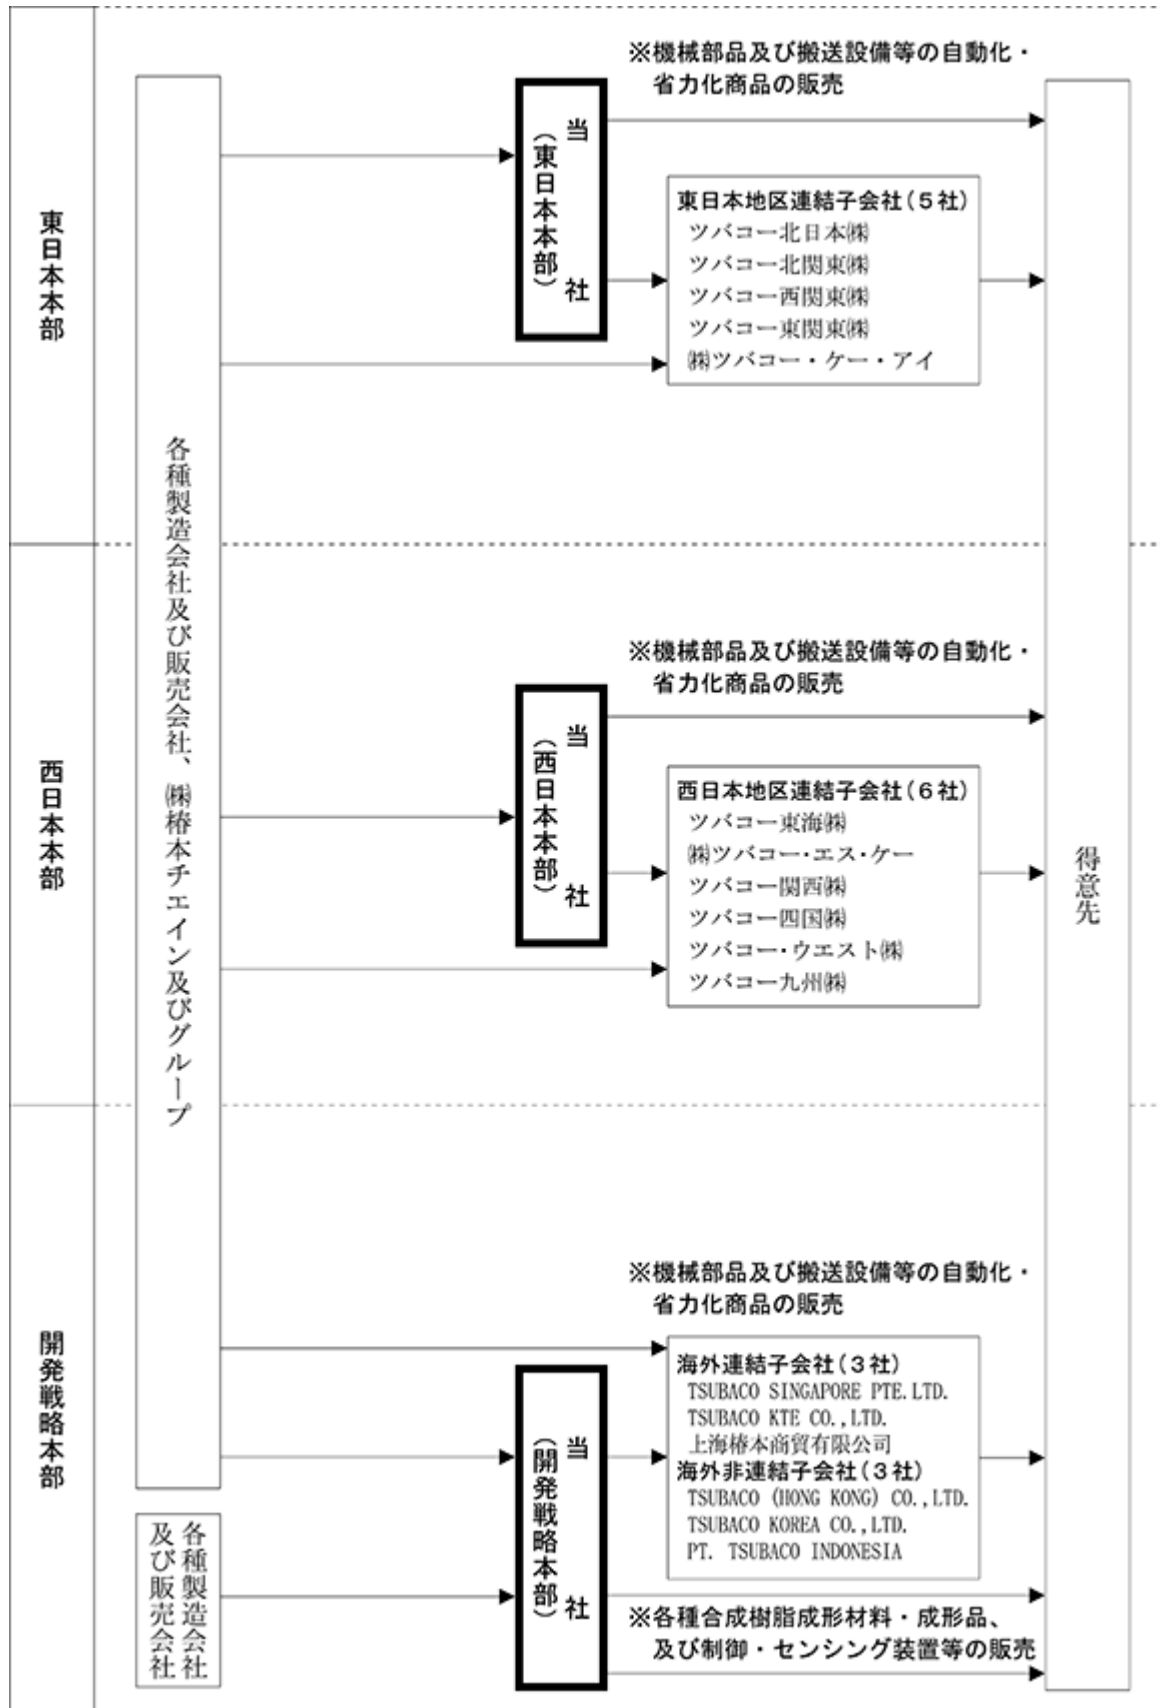 東日本本部
各種製造会社及び販売会社、㈱椿本チエイン及びグループ
当社
（東日本本部）
※機械部品及び搬送設備等の自動化・
省力化商品の販売
東日本地区連結子会社（５社）
ツバコー北日本㈱
ツバコー北関東㈱
ツバコー西関東㈱
ツバコー東関東㈱
㈱ツバコー・ケー・アイ
得意先
西日本本部
当社
（西日本本部）
※機械部品及び搬送設備等の自動化・
省力化商品の販売
西日本地区連結子会社（６社）
ツバコー東海㈱
㈱ツバコー・エス・ケー
ツバコー関西㈱
ツバコー四国㈱
ツバコー・ウエスト㈱
ツバコー九州㈱
開発戦略本部
各種製造会社
及び販売会社
当社
（開発戦略本部）
※機械部品及び搬送設備等の自動化・
省力化商品の販売
海外連結子会社（３社）
TSUBACO SINGAPORE PTE.LTD.
TSUBACO KTE CO.,LTD.
上海椿本商貿有限公司
海外非連結子会社（３社）
TSUBACO (HONG KONG) CO.,LTD.
TSUBACO KOREA CO.,LTD.
PT. TSUBACO INDONESIA
※各種合成樹脂成形材料・成形品、
及び制御・センシング装置等の販売